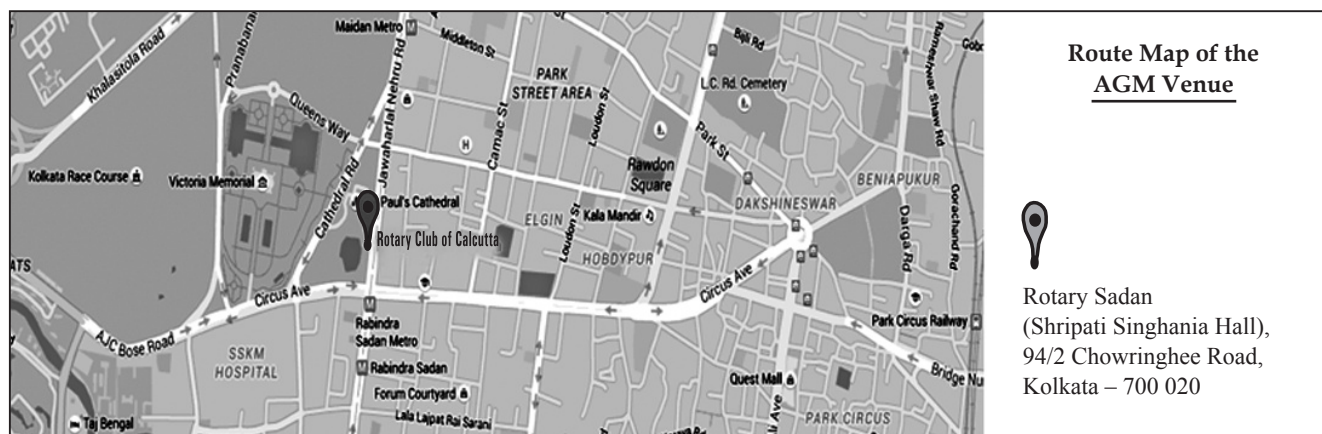 Route Map of the
AGM Venue
Rotary Sadan
(Shripati Singhania Hall),
94/2 Chowringhee Road,
Kolkata – 700 020
Maidan Metro
Khalasitola Road
Middleton St
Bijli Rd
Rameshwar Shaw Rd
PARK
STREET AREA
L.C. Rd. Cemetery
Queens Way
Jawaharlal Nehru Rd
Camac St
Loudon St
Park St
Rawdon
Square
Kolkata Race Course
Victoria Memorial
Cathedral Rd
Paul's Cathedral
BENIAPUKUR
DAKSHINESWAR
ELGIN
Loudon St
Kala Mandir
Darga Rd
Gorachand Rd
Rotary Club of Calcutta
HOBDYPUR
ATS
Circus Ave
Circus Ave
AJC Bose Road
Rabindra
Sadan Metro
Park Circus Railway
SSKM
HOSPITAL
Rabindra Sadan
Quest Mall
Forum Courtyard
Lala Lajpat Rai Sarani
Taj Bengal
PARK CIRCUS
H
M
M
M